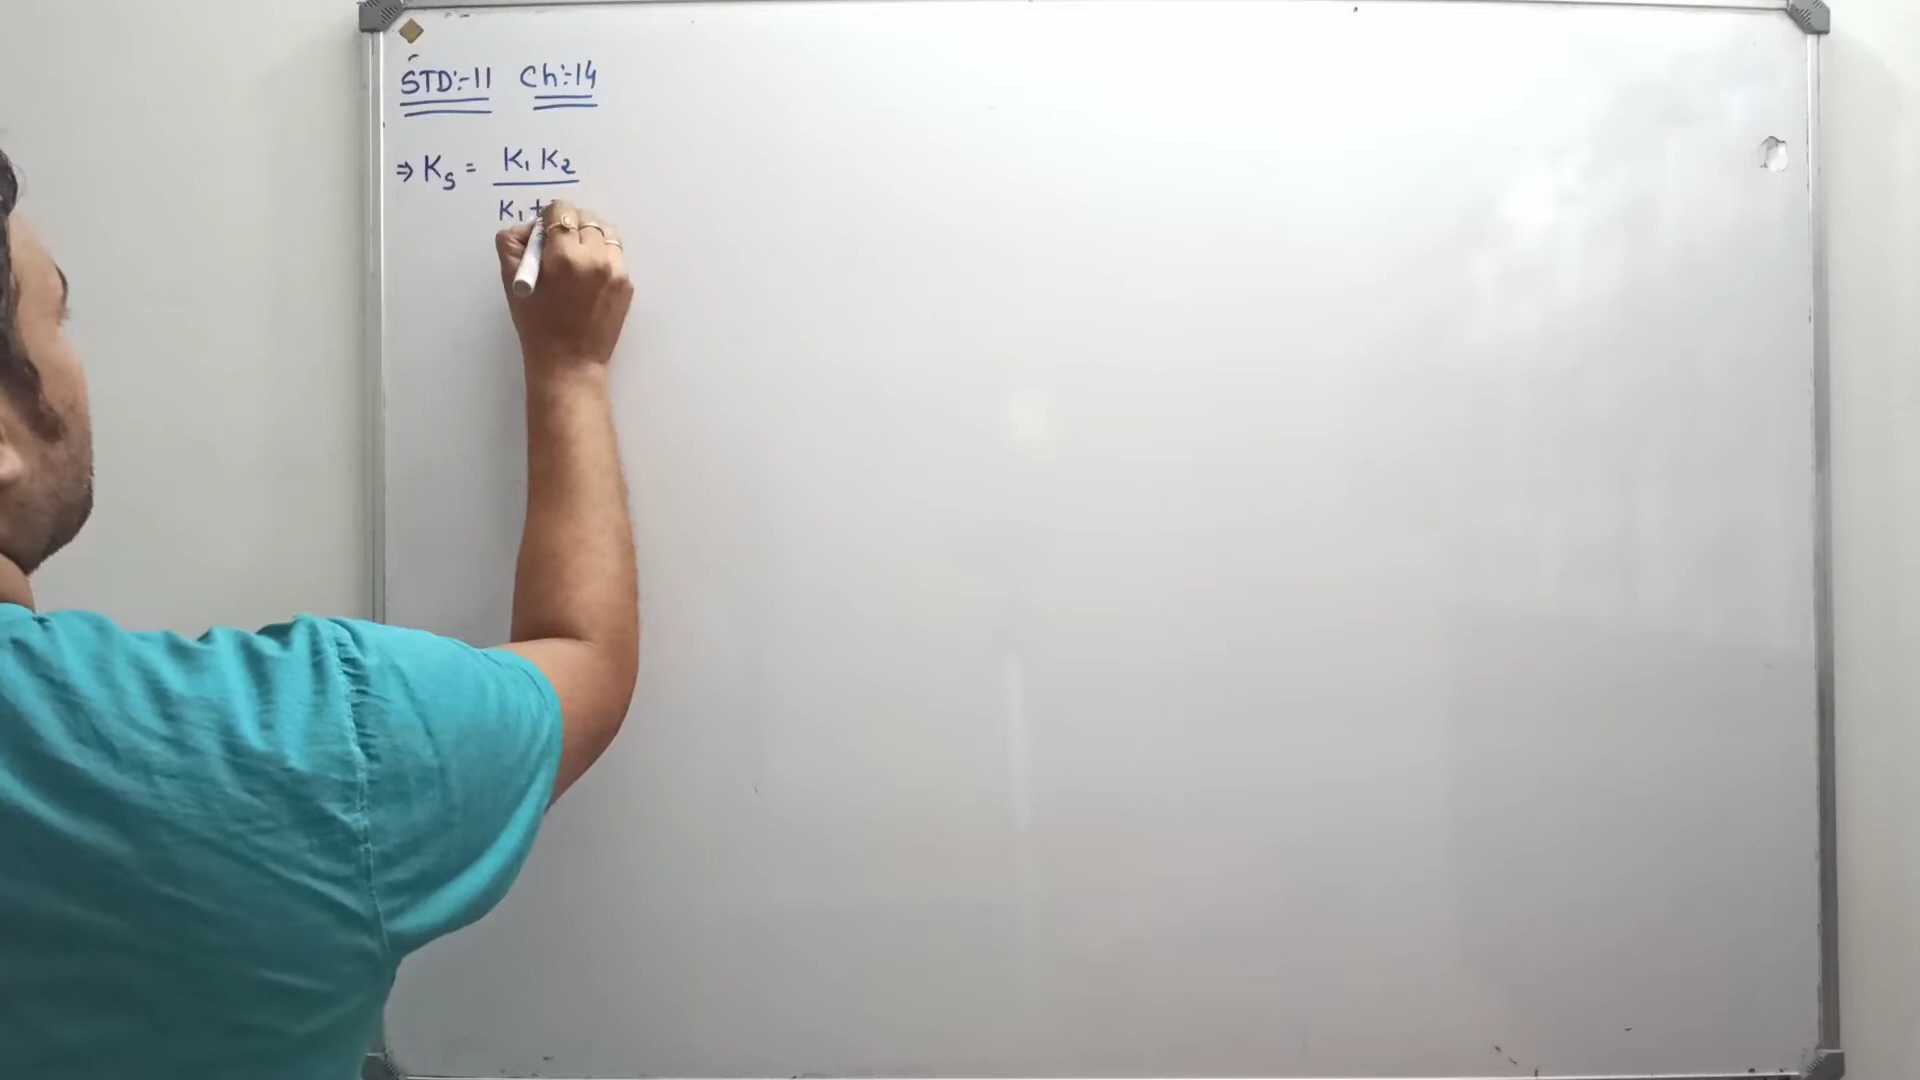 STD:-11 Ch:-14
⇒ Ks = K₁ K₂
K₁ +